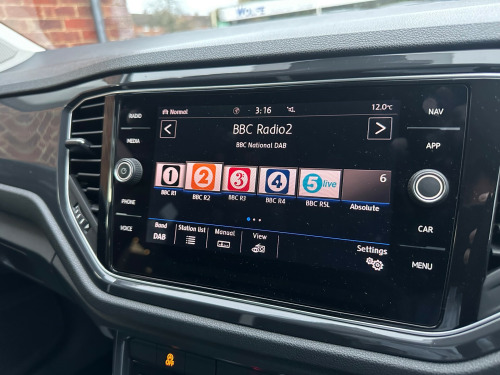 RADIO
MEDIA
PHONE
VOICE
Normal 3:16 12.0°C
BBC Radio2
BBC National DAB
1 2 3 4 5 live 6
BBC R1 BBC R2 BBC R3 BBC R4 BBC R5L Absolute
Band Station list Manual View Settings
DAB
NAV
APP
CAR
MENU
OFF